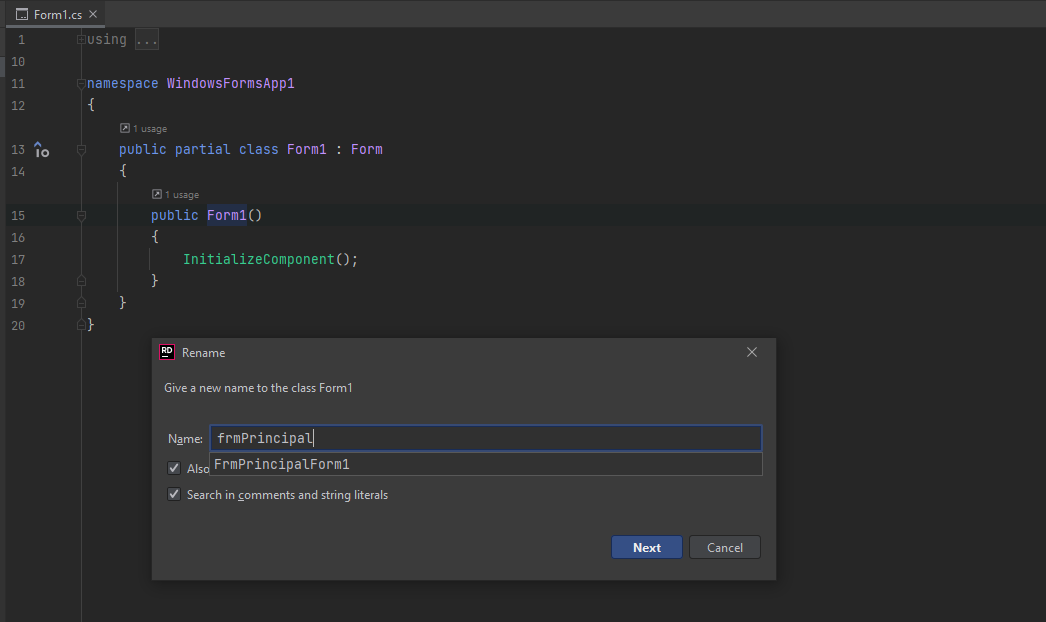 Form1.cs
1 using ...
10
11 namespace WindowsFormsApp1
12 {
1 usage
13 public partial class Form1 : Form
14 {
1 usage
15 public Form1()
16 {
17 InitializeComponent();
18 }
19 }
20 }
RD Rename
Give a new name to the class Form1
Name: frmPrincipal
Also
FrmPrincipalForm1
Search in comments and string literals
Next Cancel